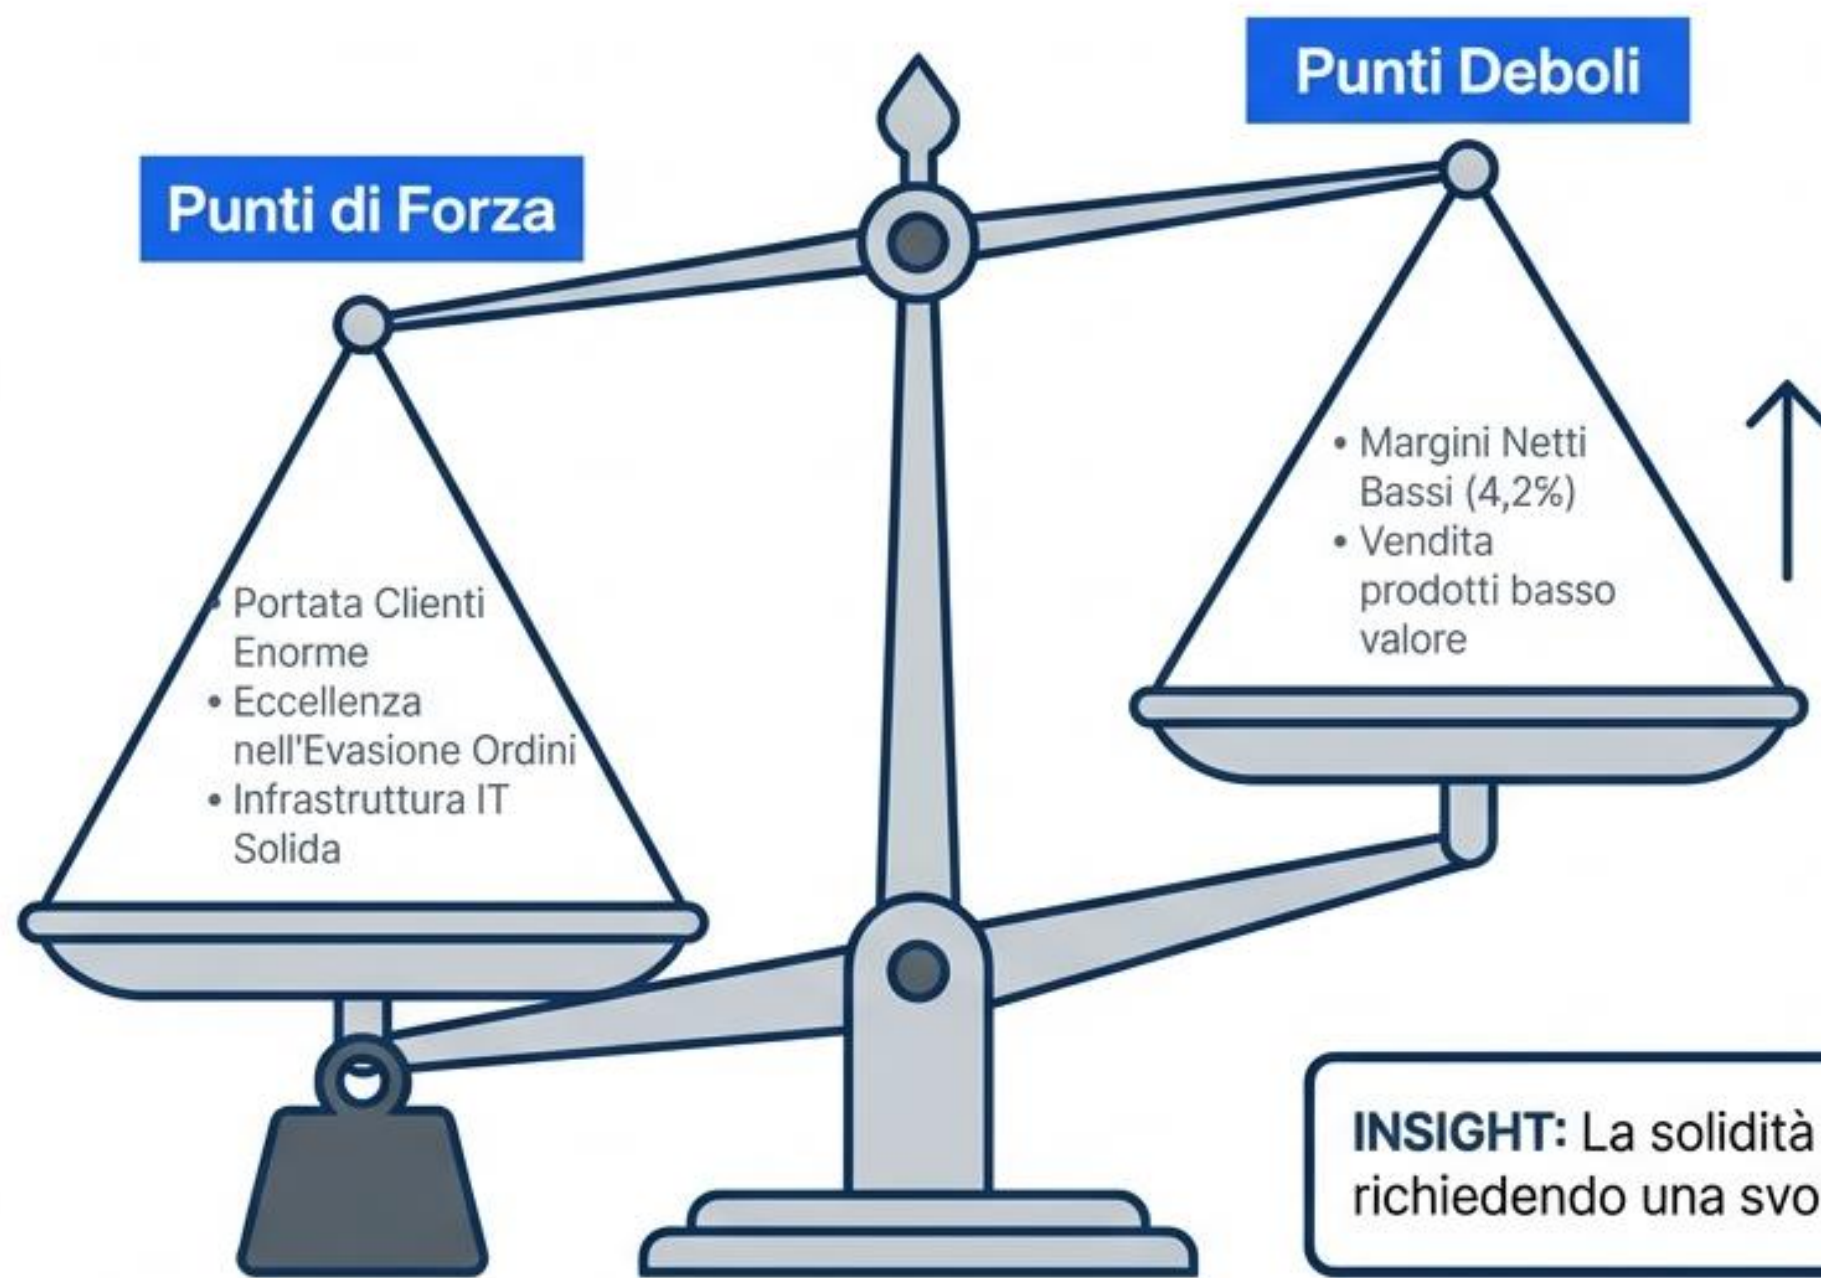 Punti di Forza
• Portata Clienti
Enorme
• Eccellenza
nell'Evasione Ordini
• Infrastruttura IT
Solida
Punti Deboli
• Margini Netti
Bassi (4,2%)
• Vendita
prodotti basso
valore
INSIGHT: La solidità
richiedendo una svo